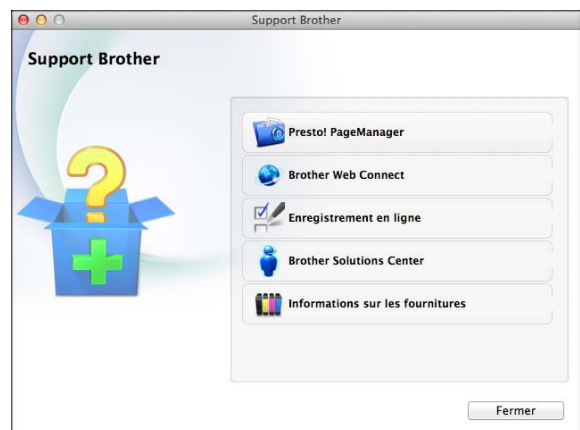 Support Brother
Support Brother
Presto! PageManager
Brother Web Connect
Enregistrement en ligne
Brother Solutions Center
Informations sur les fournitures
Fermer